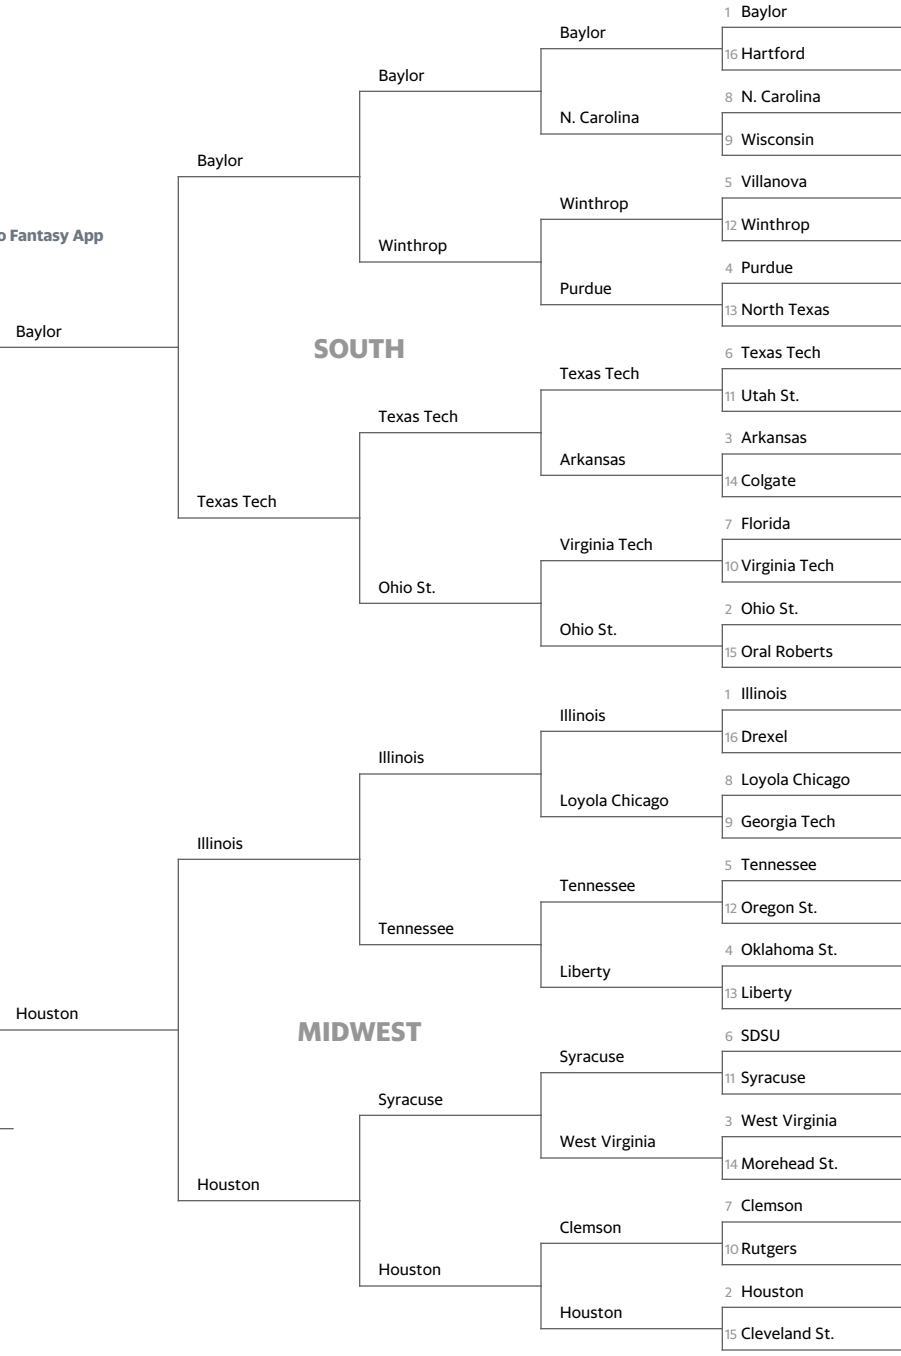 1 Baylor
Baylor
16 Hartford
Baylor
8 N. Carolina
N. Carolina
9 Wisconsin
Baylor
5 Villanova
Winthrop
12 Winthrop
Fantasy App
Winthrop
4 Purdue
Purdue
13 North Texas
Baylor
SOUTH
6 Texas Tech
Texas Tech
11 Utah St.
Texas Tech
3 Arkansas
Arkansas
14 Colgate
Texas Tech
7 Florida
Virginia Tech
10 Virginia Tech
Ohio St.
2 Ohio St.
Ohio St.
15 Oral Roberts
1 Illinois
Illinois
16 Drexel
Illinois
8 Loyola Chicago
Loyola Chicago
9 Georgia Tech
Illinois
5 Tennessee
Tennessee
12 Oregon St.
Tennessee
4 Oklahoma St.
Liberty
13 Liberty
Houston
MIDWEST
6 SDSU
Syracuse
11 Syracuse
Syracuse
3 West Virginia
West Virginia
14 Morehead St.
Houston
7 Clemson
Clemson
10 Rutgers
Houston
2 Houston
Houston
15 Cleveland St.